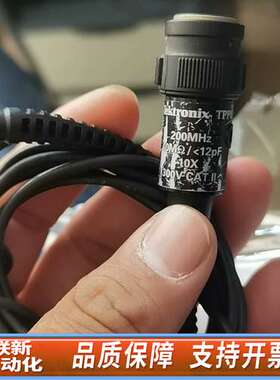 ektronix TPP
200MHz
MΩ/<12pF
10X
300V CAT II
联新
动化
品质保障 支持开票